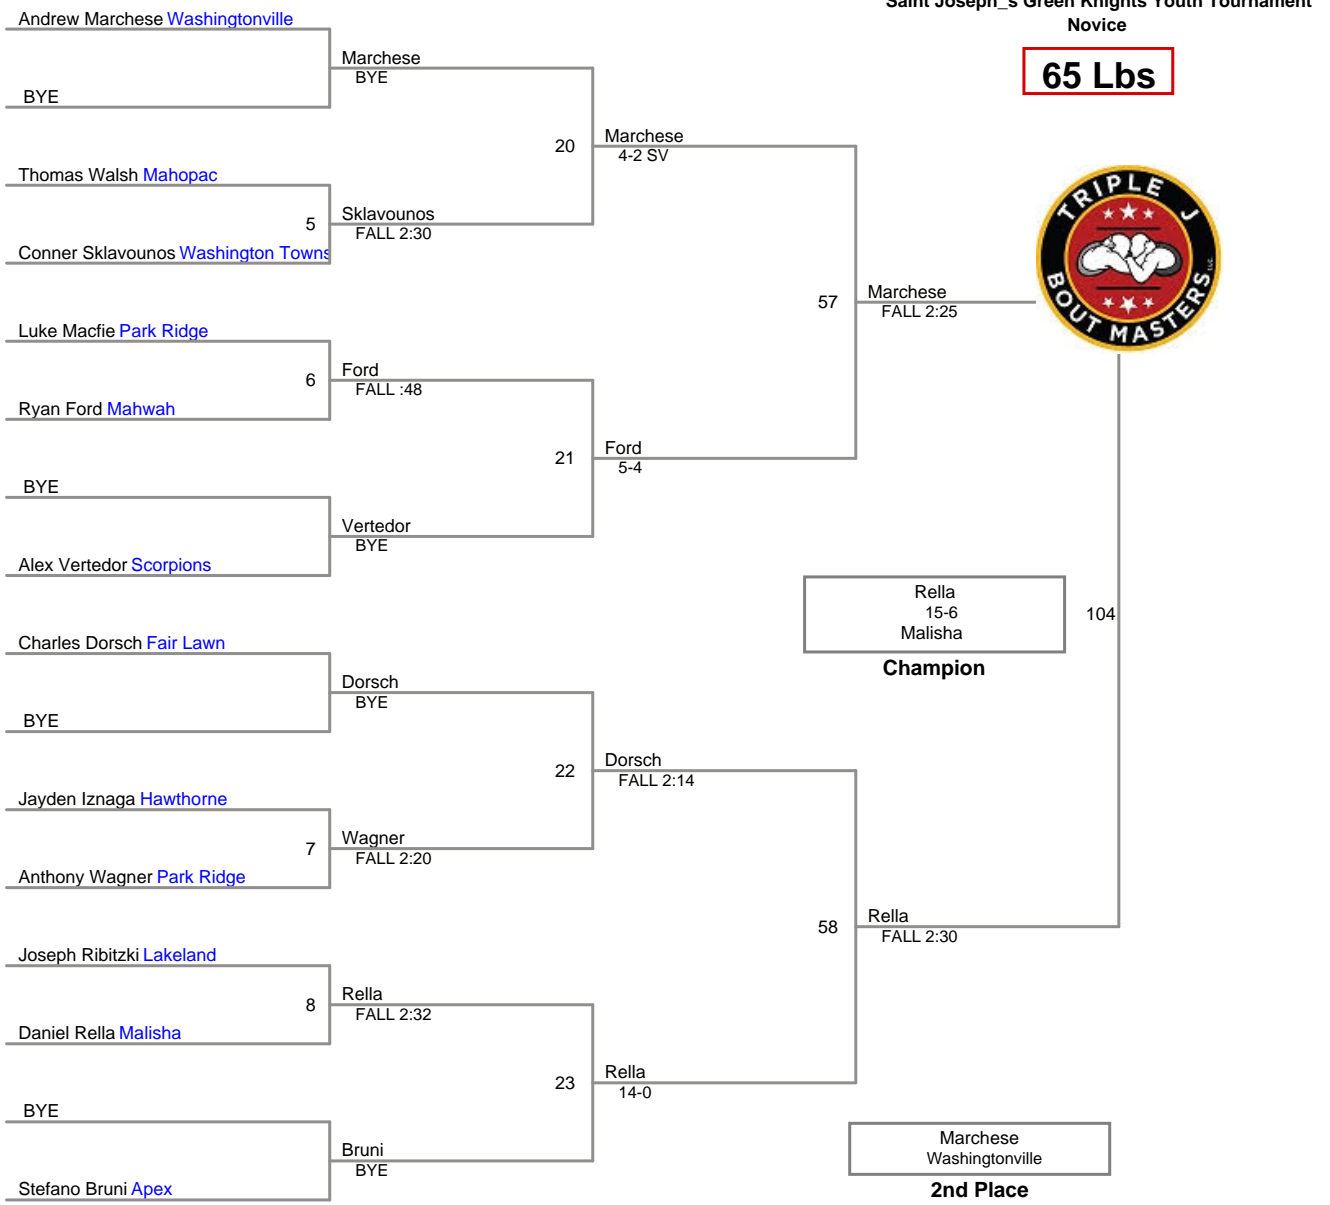 Saint Joseph_s Green Knights Youth Tournament
Novice
65 Lbs
Andrew Marchese Washingtonville
Marchese
BYE
BYE
20
Marchese
4-2 SV
Thomas Walsh Mahopac
5
Sklavounos
FALL 2:30
Conner Sklavounos Washington Towns
57
Marchese
FALL 2:25
Luke Macfie Park Ridge
6
Ford
FALL :48
Ryan Ford Mahwah
21
Ford
5-4
BYE
Vertedor
BYE
Alex Vertedor Scorpions
TRIPLE J
BOUT MASTERS LLC.
Rella
15-6
Malisha
Champion
104
Charles Dorsch Fair Lawn
Dorsch
BYE
BYE
22
Dorsch
FALL 2:14
Jayden Iznaga Hawthorne
7
Wagner
FALL 2:20
Anthony Wagner Park Ridge
58
Rella
FALL 2:30
Joseph Ribitzki Lakeland
8
Rella
FALL 2:32
Daniel Rella Malisha
23
Rella
14-0
BYE
Bruni
BYE
Stefano Bruni Apex
Marchese
Washingtonville
2nd Place